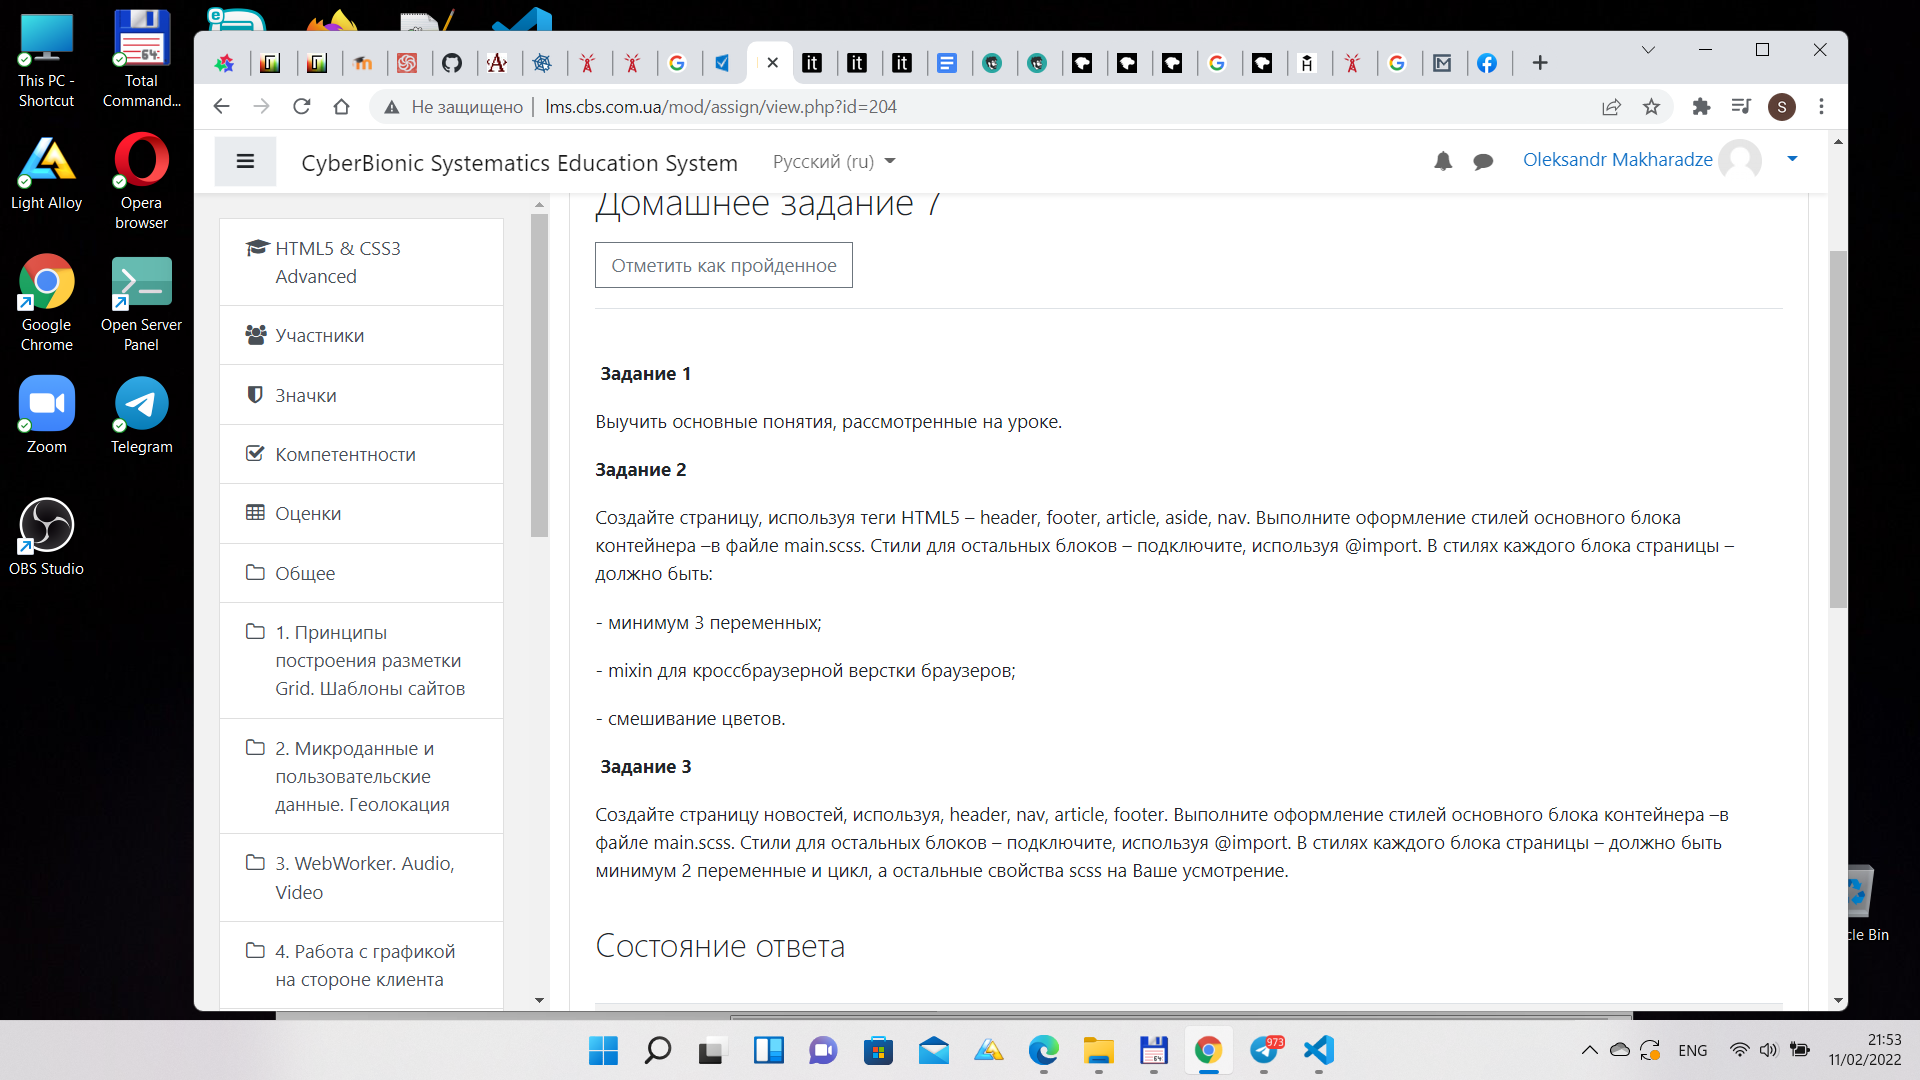 This PC -
Shortcut
Total
Command...
Light Alloy
Opera
browser
Google
Chrome
Open Server
Panel
Zoom
Telegram
OBS Studio
64
Не защищено
lms.cbs.com.ua/mod/assign/view.php?id=204
S
CyberBionic Systematics Education System
Русский (ru)
Oleksandr Makharadze
HTML5 & CSS3
Advanced
Участники
Значки
Компетентности
Оценки
Общее
1. Принципы
построения разметки
Grid. Шаблоны сайтов
2. Микроданные и
пользовательские
данные. Геолокация
3. WebWorker. Audio,
Video
4. Работа с графикой
на стороне клиента
Домашнее задание 7
Отметить как пройденное
Задание 1
Выучить основные понятия, рассмотренные на уроке.
Задание 2
Создайте страницу, используя теги HTML5 – header, footer, article, aside, nav. Выполните оформление стилей основного блока
контейнера –в файле main.scss. Стили для остальных блоков – подключите, используя @import. В стилях каждого блока страницы –
должно быть:
- минимум 3 переменных;
- mixin для кроссбраузерной верстки браузеров;
- смешивание цветов.
Задание 3
Создайте страницу новостей, используя, header, nav, article, footer. Выполните оформление стилей основного блока контейнера –в
файле main.scss. Стили для остальных блоков – подключите, используя @import. В стилях каждого блока страницы – должно быть
минимум 2 переменные и цикл, а остальные свойства scss на Ваше усмотрение.
Состояние ответа
cle Bin
973
ENG
21:53
11/02/2022